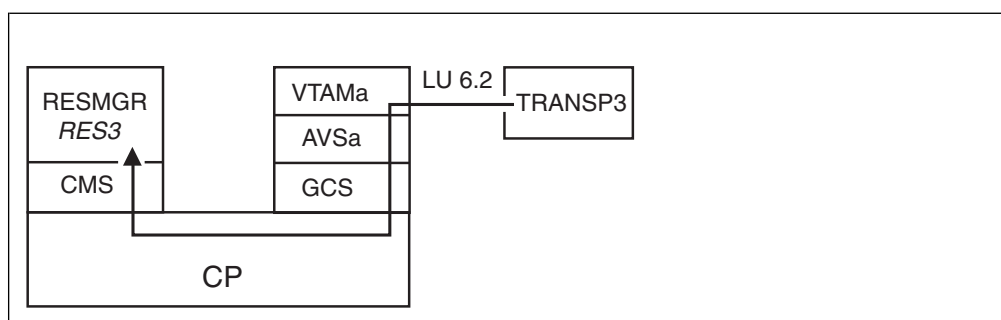 RESMGR
RES3
CMS
VTAMa
AVSa
GCS
LU 6.2
TRANSP3
CP